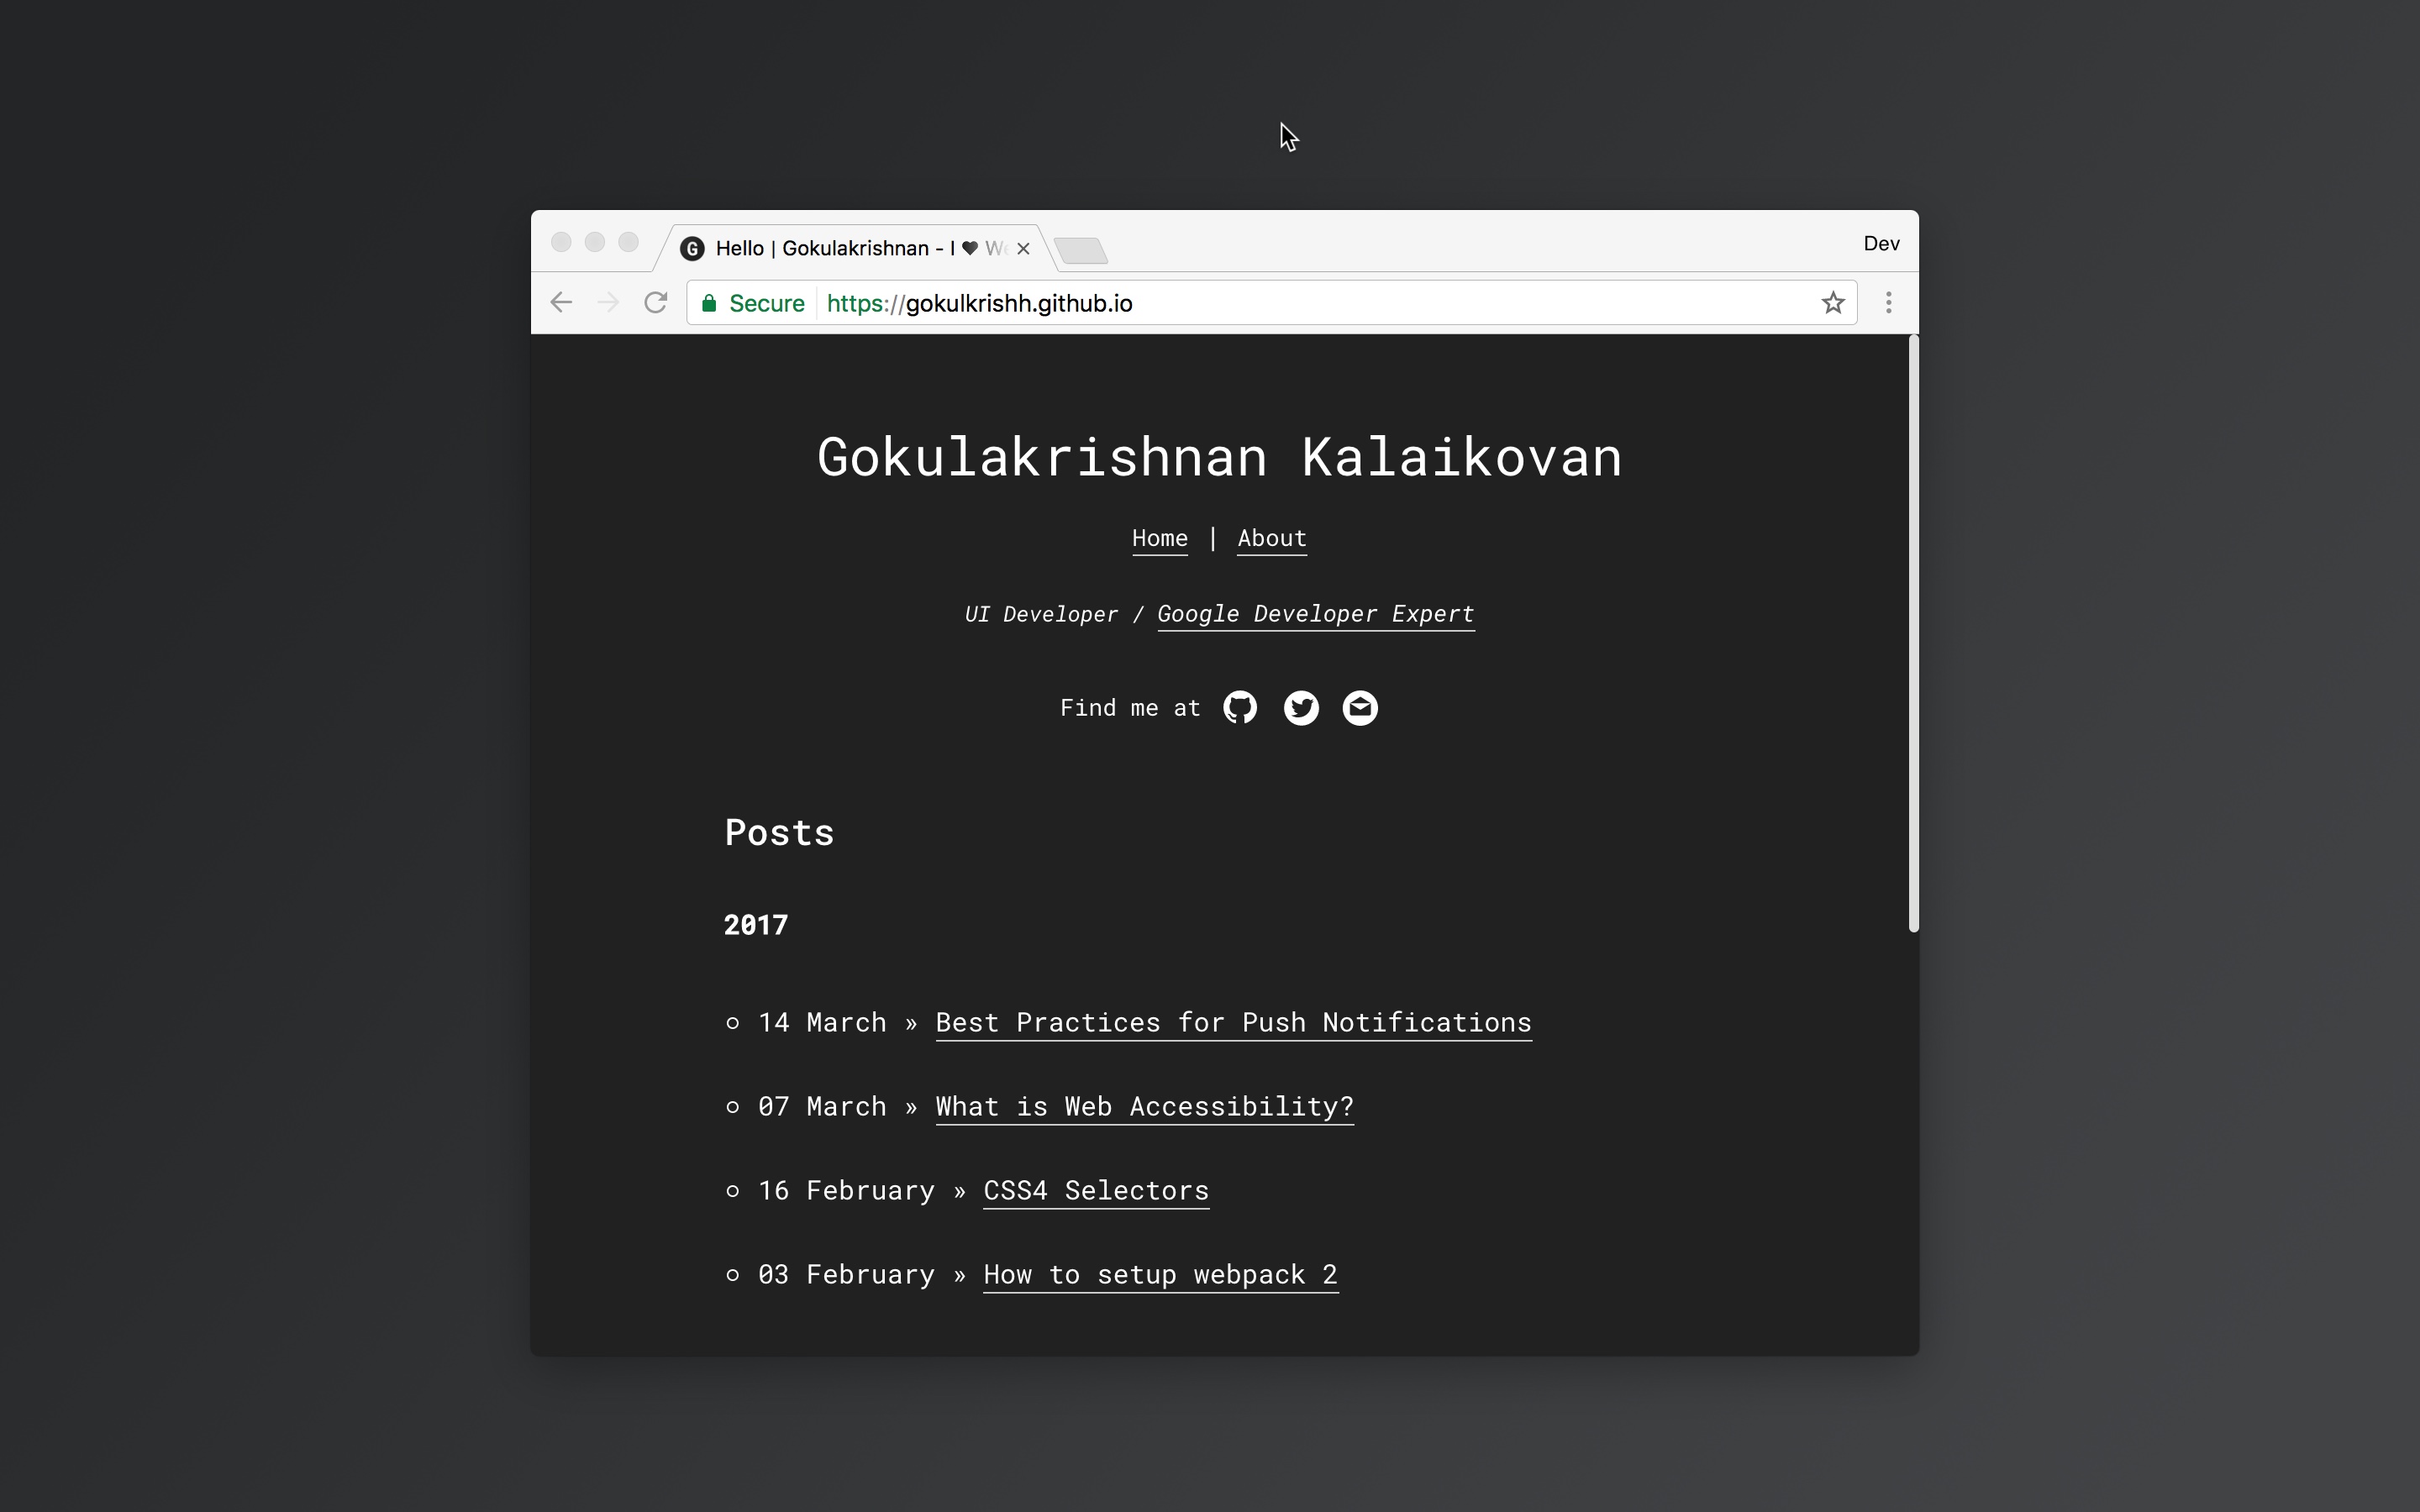 G Hello | Gokulakrishnan - I ♥ We
Dev
Secure https://gokulkrishh.github.io
Gokulakrishnan Kalaikovan
Home | About
UI Developer / Google Developer Expert
Find me at
Posts
2017
14 March » Best Practices for Push Notifications
07 March » What is Web Accessibility?
16 February » CSS4 Selectors
03 February » How to setup webpack 2